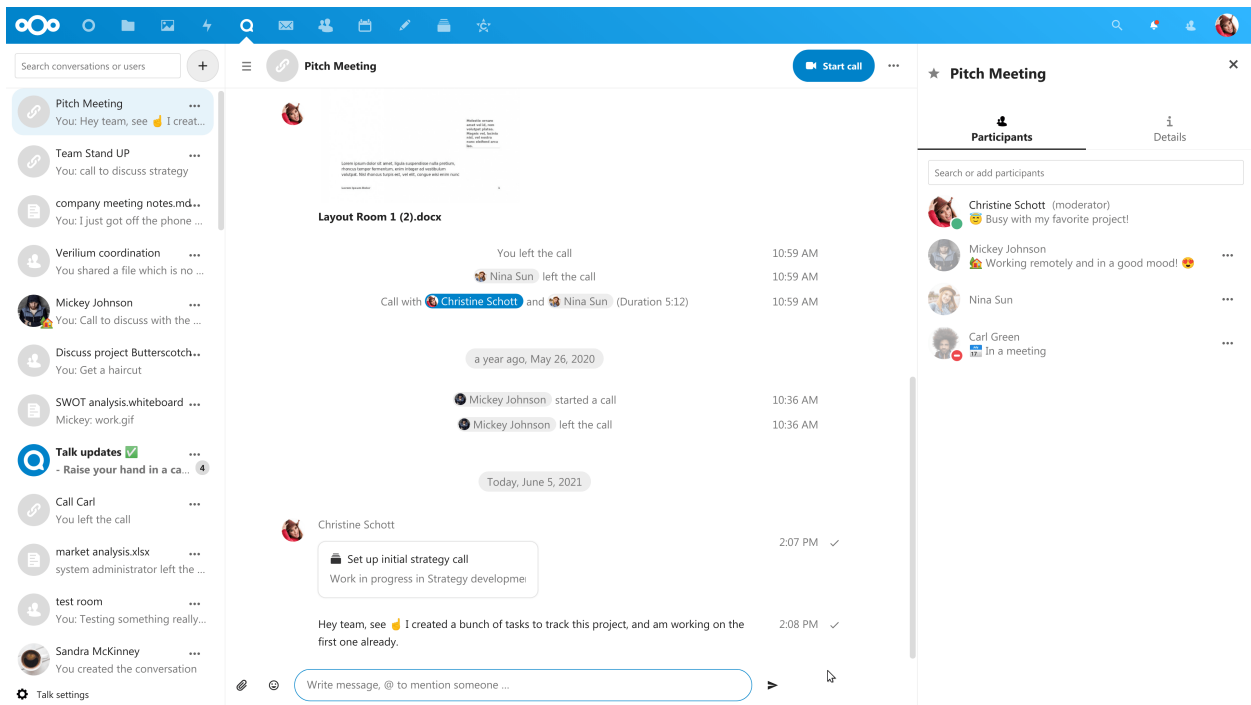 Search conversations or users
+
Pitch Meeting
You: Hey team, see ☝ I creat...
Team Stand UP
You: call to discuss strategy
company meeting notes.md...
You: I just got off the phone ...
Verilium coordination
You shared a file which is no ...
Mickey Johnson
You: Call to discuss with the ...
Discuss project Butterscotch...
You: Get a haircut
SWOT analysis.whiteboard
Mickey: work.gif
Talk updates ✅
- Raise your hand in a ca... 4
Call Carl
You left the call
market analysis.xlsx
system administrator left the ...
test room
You: Testing something really...
Sandra McKinney
You created the conversation
Talk settings
Pitch Meeting
Start call
Layout Room 1 (2).docx
You left the call 10:59 AM
Nina Sun left the call 10:59 AM
Call with Christine Schott and Nina Sun (Duration 5:12) 10:59 AM
a year ago, May 26, 2020
Mickey Johnson started a call 10:36 AM
Mickey Johnson left the call 10:36 AM
Today, June 5, 2021
Christine Schott
2:07 PM
Set up initial strategy call
Work in progress in Strategy developme
Hey team, see ☝ I created a bunch of tasks to track this project, and am working on the 2:08 PM
first one already.
Write message, @ to mention someone ...
Pitch Meeting
Participants
Details
Search or add participants
Christine Schott (moderator)
😇 Busy with my favorite project!
Mickey Johnson
🏡 Working remotely and in a good mood! 😍
Nina Sun
Carl Green
📅 In a meeting